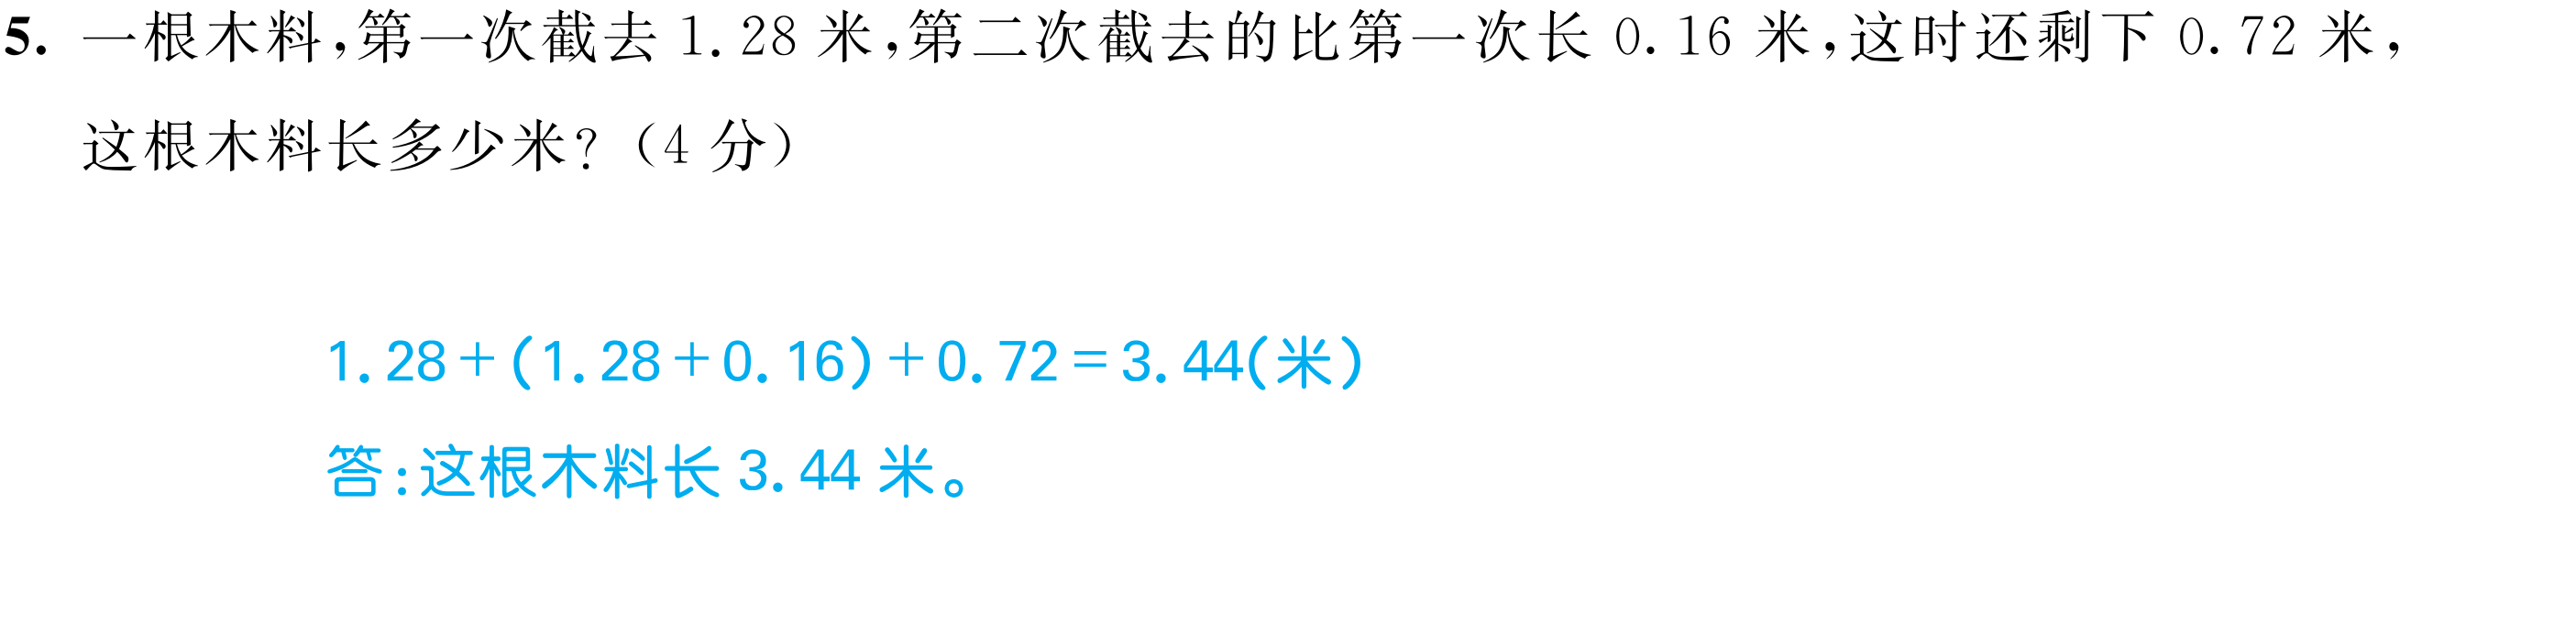 5. 一根木料,第一次截去 1.28 米,第二次截去的比第一次长 0.16 米,这时还剩下 0.72 米,
这根木料长多少米?(4 分)
1.28+(1.28+0.16)+0.72=3.44(米)
答:这根木料长 3.44 米。